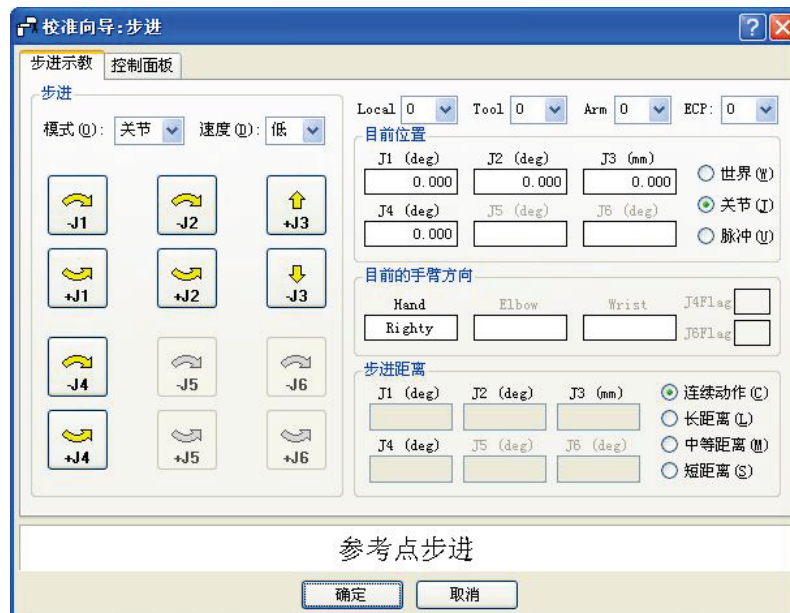 校准向导:步进
步进示教 控制面板
步进
模式(O): 关节 速度(D): 低
-J1 -J2 +J3
+J1 +J2 -J3
-J4 -J5 -J6
+J4 +J5 +J6
Local 0 Tool 0 Arm 0 ECP: 0
目前位置
J1 (deg) J2 (deg) J3 (mm)
0.000 0.000 0.000
J4 (deg) J5 (deg) J6 (deg)
0.000
世界(W)
关节(J)
脉冲(U)
目前的手臂方向
Hand Elbow Wrist J4Flag
Righty J6Flag
步进距离
J1 (deg) J2 (deg) J3 (mm)
J4 (deg) J5 (deg) J6 (deg)
连续动作(C)
长距离(L)
中等距离(M)
短距离(S)
参考点步进
确定 取消